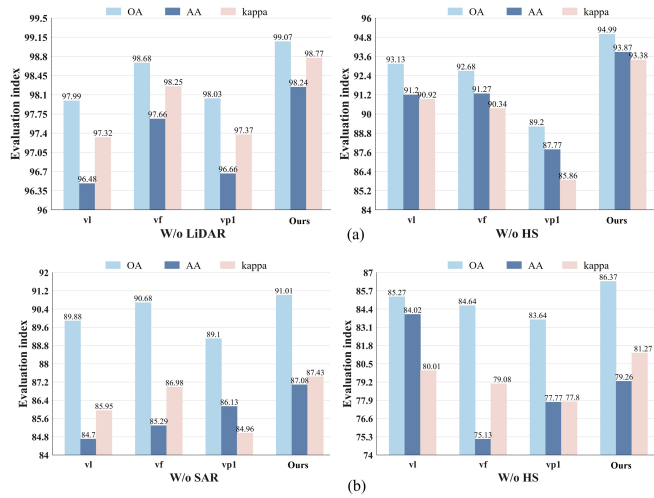 OA AA kappa
Evaluation index
99.5
99.15
98.8
98.45
98.1
97.75
97.4
97.05
96.7
96.35
96
97.99 96.48 97.32
98.68 97.66 98.25
98.03 96.66 97.37
99.07 98.24 98.77
vl vf vp1 Ours
W/o LiDAR
OA AA kappa
Evaluation index
96
94.8
93.6
92.4
91.2
90
88.8
87.6
86.4
85.2
84
93.13 91.2 90.92
92.68 91.27 90.34
89.2 87.77 85.86
94.99 93.87 93.38
vl vf vp1 Ours
W/o HS
(a)
OA AA kappa
Evaluation index
92
91.2
90.4
89.6
88.8
88
87.2
86.4
85.6
84.8
84
89.88 84.7 85.95
90.68 85.29 86.98
89.1 86.13 84.96
91.01 87.08 87.43
vl vf vp1 Ours
W/o SAR
OA AA kappa
Evaluation index
87
85.7
84.4
83.1
81.8
80.5
79.2
77.9
76.6
75.3
74
85.27 84.02 80.01
84.64 75.13 79.08
83.64 77.77 77.8
86.37 79.26 81.27
vl vf vp1 Ours
W/o HS
(b)